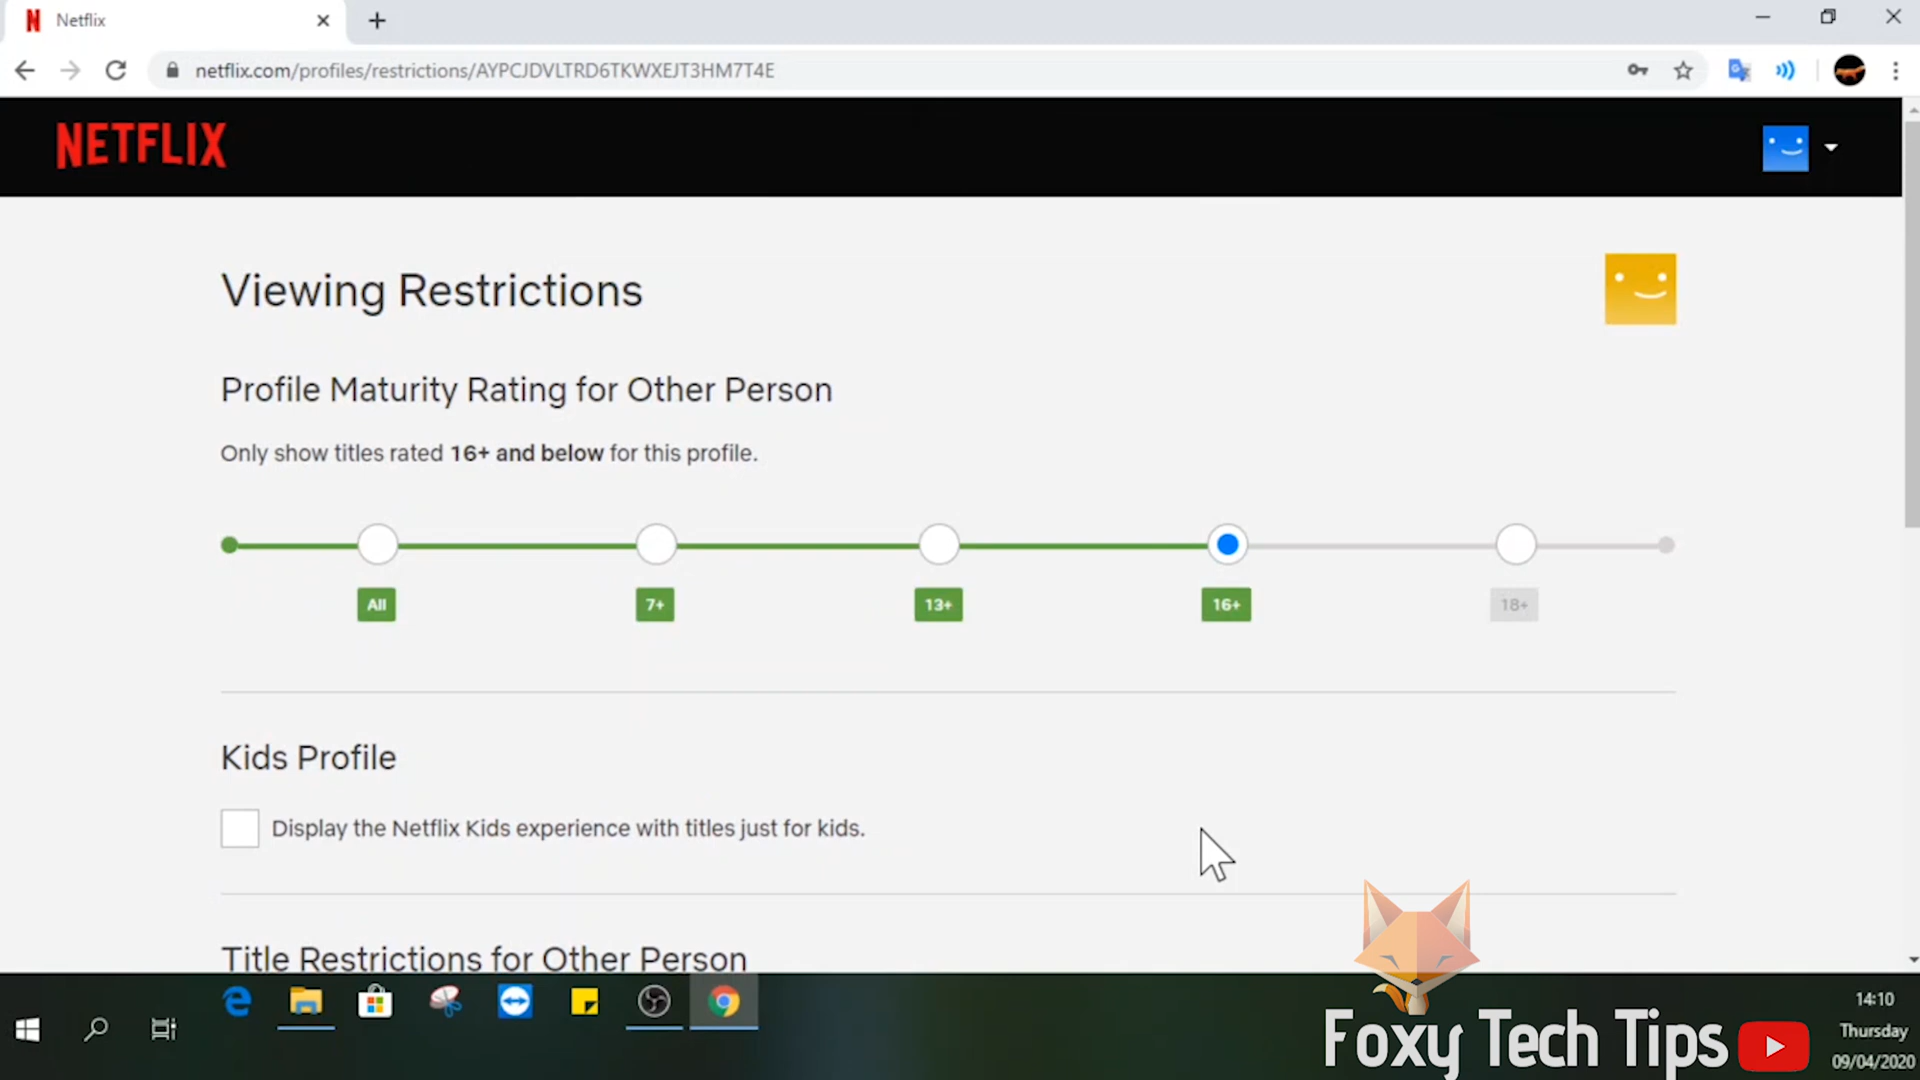 Netflix
netflix.com/profiles/restrictions/AYPCJDVLTRD6TKWXEJT3HM7T4E
NETFLIX
Viewing Restrictions
Profile Maturity Rating for Other Person
Only show titles rated 16+ and below for this profile.
All 7+ 13+ 16+ 18+
Kids Profile
Display the Netflix Kids experience with titles just for kids.
Title Restrictions for Other Person
14:10
Thursday
09/04/2020
Foxy Tech Tips